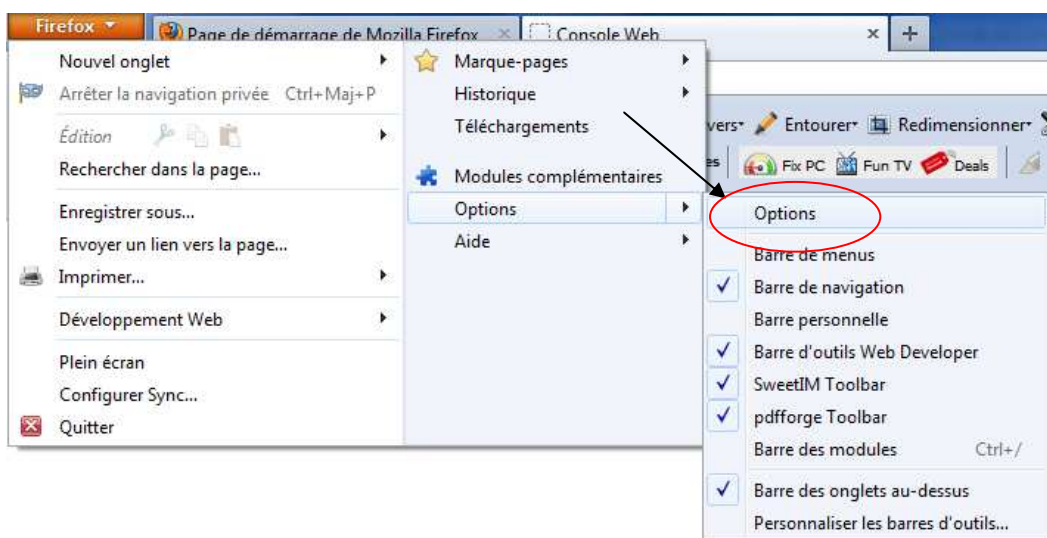 Firefox
Page de démarrage de Mozilla Firefox
Console Web
Nouvel onglet
Arrêter la navigation privée Ctrl+Maj+P
Édition
Rechercher dans la page...
Enregistrer sous...
Envoyer un lien vers la page...
Imprimer...
Développement Web
Plein écran
Configurer Sync...
Quitter
Marque-pages
Historique
Téléchargements
Modules complémentaires
Options
Aide
vers Entourer Redimensionner
es Fix PC Fun TV Deals
Options
Barre de menus
Barre de navigation
Barre personnelle
Barre d'outils Web Developer
SweetIM Toolbar
pdfforge Toolbar
Barre des modules Ctrl+/
Barre des onglets au-dessus
Personnaliser les barres d'outils...